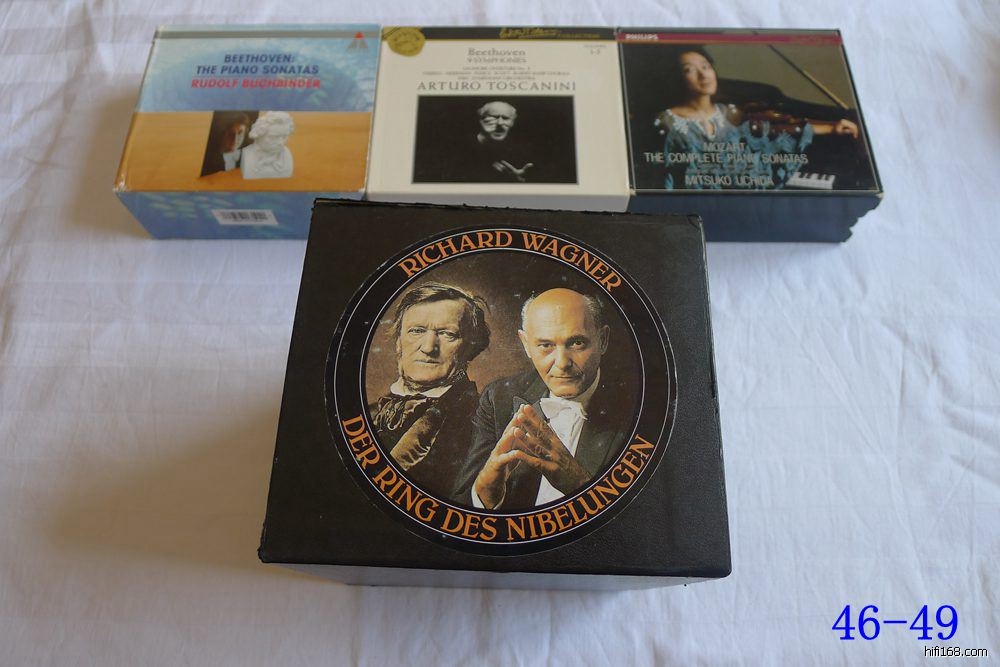 BEETHOVEN:
THE PIANO SONATAS
RUDOLF BUCHBINDER
COLLECTION
Beethoven
9 SYMPHONIES
ARTURO TOSCANINI
PHILIPS
MOZART
THE COMPLETE PIANO SONATAS
MITSUKO UCHIDA
RICHARD WAGNER
DER RING DES NIBELUNGEN
46-49
hifi168.com